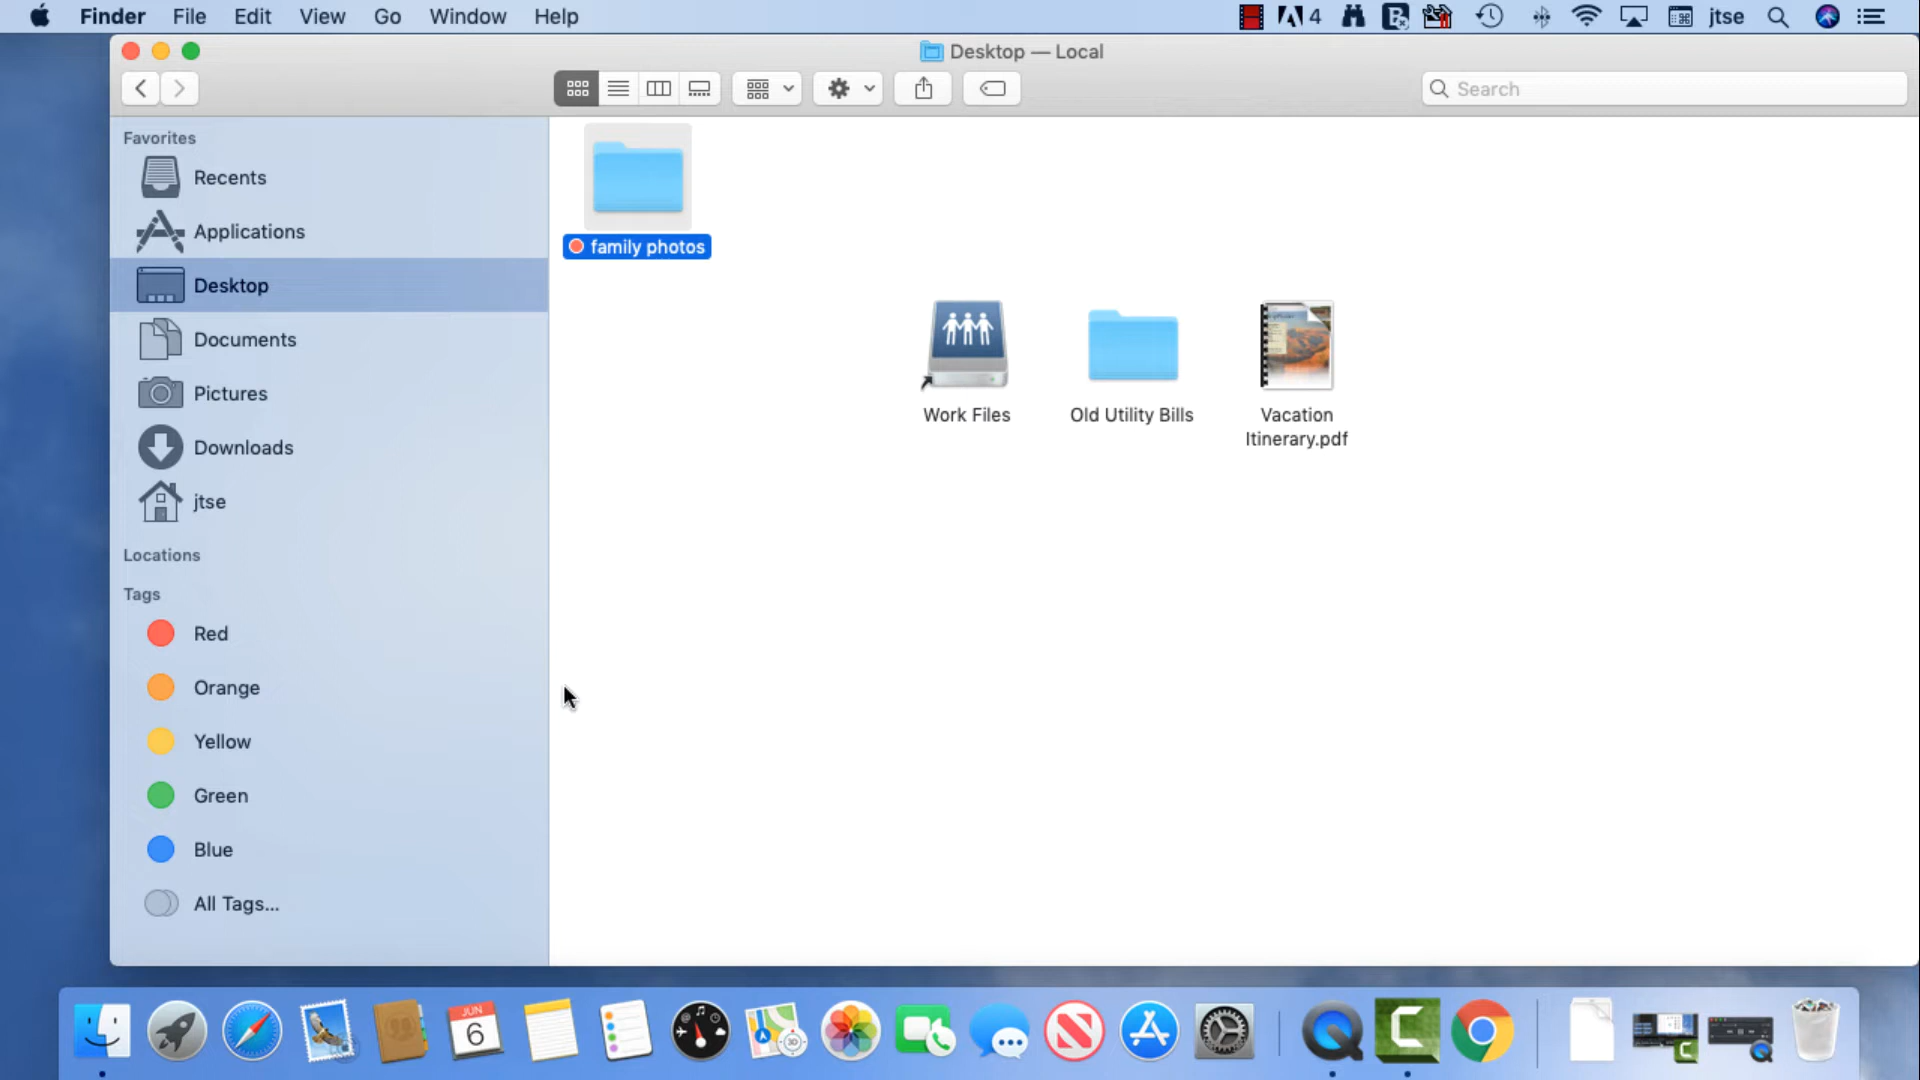 Finder File Edit View Go Window Help 4 jtse
Desktop — Local
Search
Favorites
Recents
Applications
Desktop
Documents
Pictures
Downloads
jtse
Locations
Tags
Red
Orange
Yellow
Green
Blue
All Tags...
family photos
Work Files
Old Utility Bills
Vacation
Itinerary.pdf
JUN
6
3D